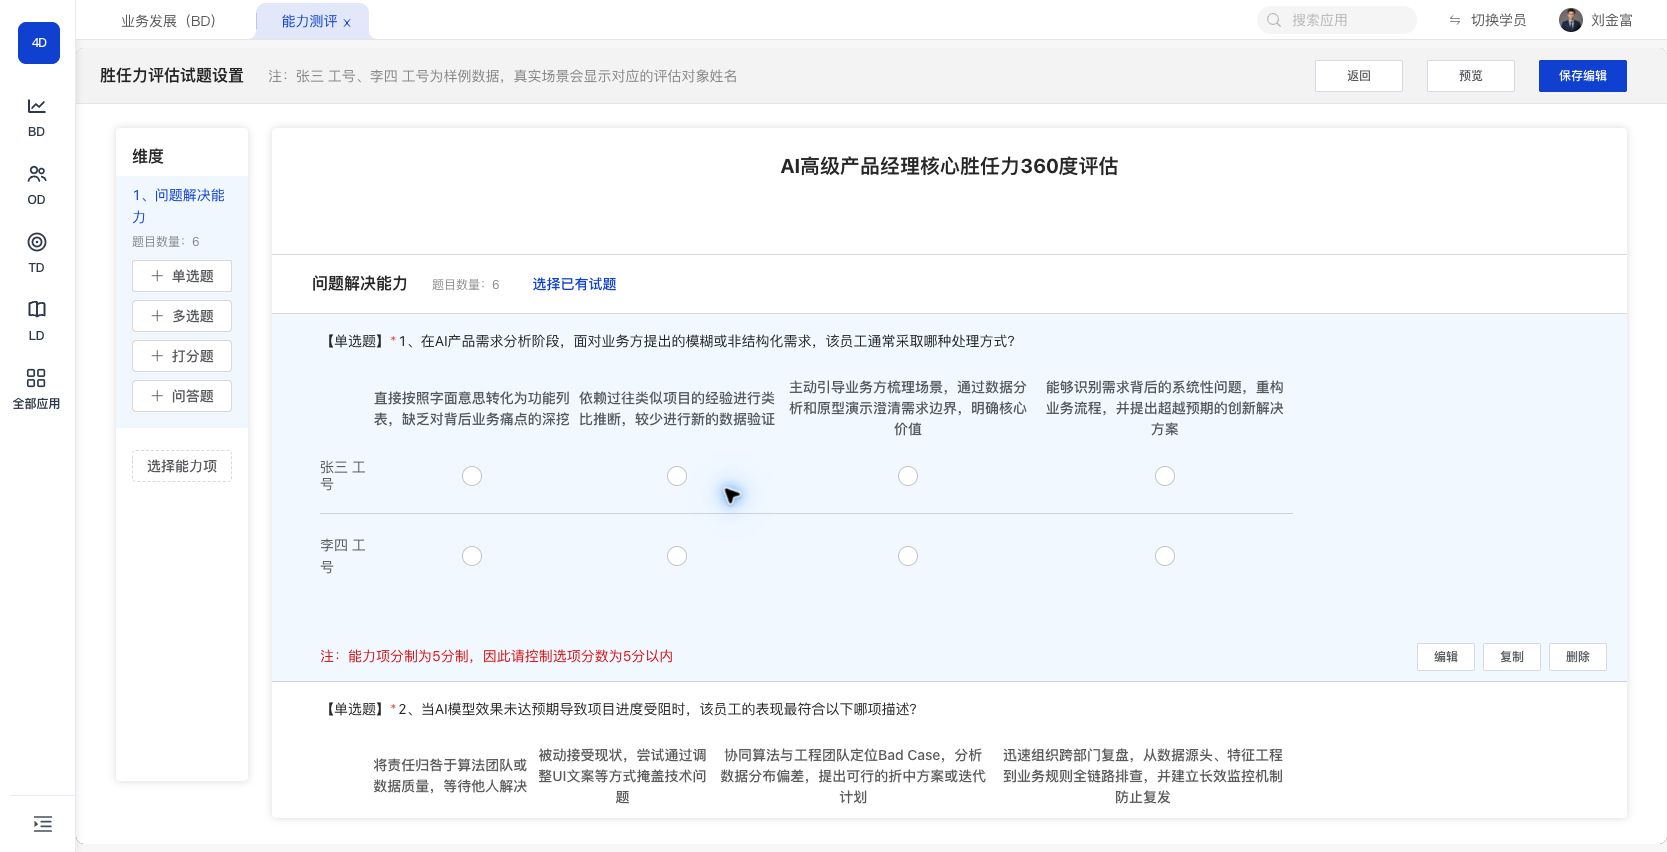 4D
BD
OD
TD
LD
全部应用
业务发展（BD）
能力测评 x
搜索应用
切换学员
刘金富
胜任力评估试题设置
注：张三 工号、李四 工号为样例数据，真实场景会显示对应的评估对象姓名
返回
预览
保存编辑
维度
1、问题解决能
力
题目数量：6
单选题
多选题
打分题
问答题
选择能力项
AI高级产品经理核心胜任力360度评估
问题解决能力
题目数量：6
选择已有试题
【单选题】*1、在AI产品需求分析阶段，面对业务方提出的模糊或非结构化需求，该员工通常采取哪种处理方式?
直接按照字面意思转化为功能列
表，缺乏对背后业务痛点的深挖
依赖过往类似项目的经验进行类
比推断，较少进行新的数据验证
主动引导业务方梳理场景，通过数据分
析和原型演示澄清需求边界，明确核心
价值
能够识别需求背后的系统性问题，重构
业务流程，并提出超越预期的创新解决
方案
张三 工
号
李四 工
号
注：能力项分制为5分制，因此请控制选项分数为5分以内
编辑
复制
删除
【单选题】*2、当AI模型效果未达预期导致项目进度受阻时，该员工的表现最符合以下哪项描述?
将责任归咎于算法团队或
数据质量，等待他人解决
被动接受现状，尝试通过调
整UI文案等方式掩盖技术问
题
协同算法与工程团队定位Bad Case，分析
数据分布偏差，提出可行的折中方案或迭代
计划
迅速组织跨部门复盘，从数据源头、特征工程
到业务规则全链路排查，并建立长效监控机制
防止复发